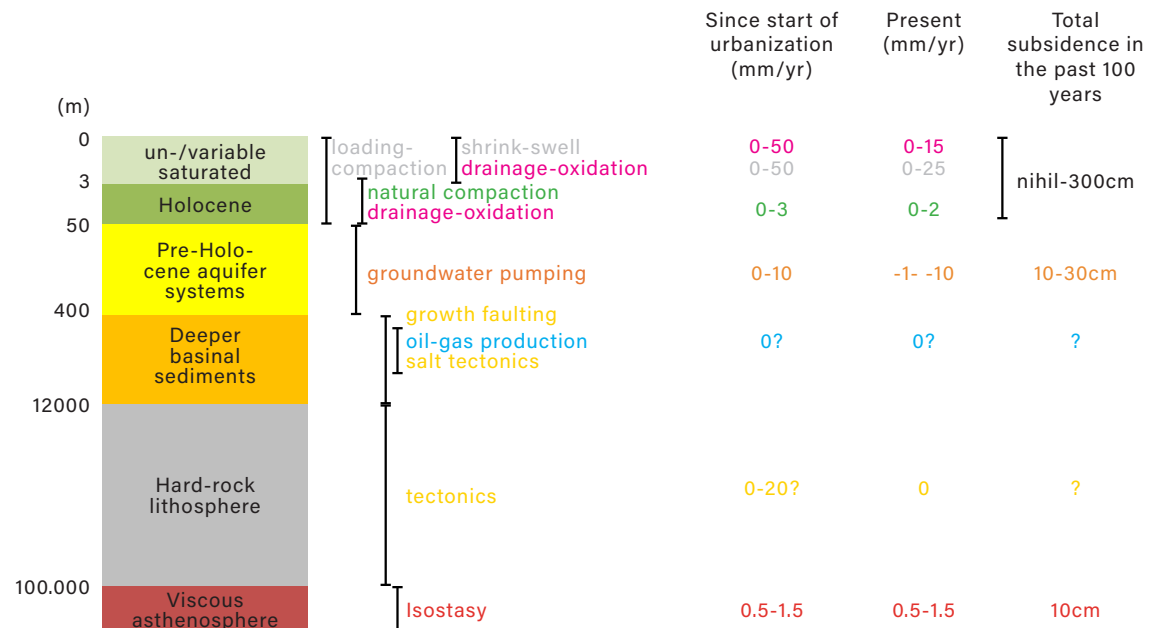 Since start of
urbanization
(mm/yr)
Present
(mm/yr)
Total
subsidence in
the past 100
years
(m)
0
un-/variable
saturated
loading-
compaction
shrink-swell
drainage-oxidation
0-50
0-50
0-15
0-25
nihil-300cm
3
Holocene
natural compaction
drainage-oxidation
0-3
0-2
50
Pre-Holo-
cene aquifer
systems
groundwater pumping
0-10
-1- -10
10-30cm
400
Deeper
basinal
sediments
growth faulting
oil-gas production
salt tectonics
0?
0?
?
12000
Hard-rock
lithosphere
tectonics
0-20?
0
?
100.000
Viscous
asthenosphere
Isostasy
0.5-1.5
0.5-1.5
10cm